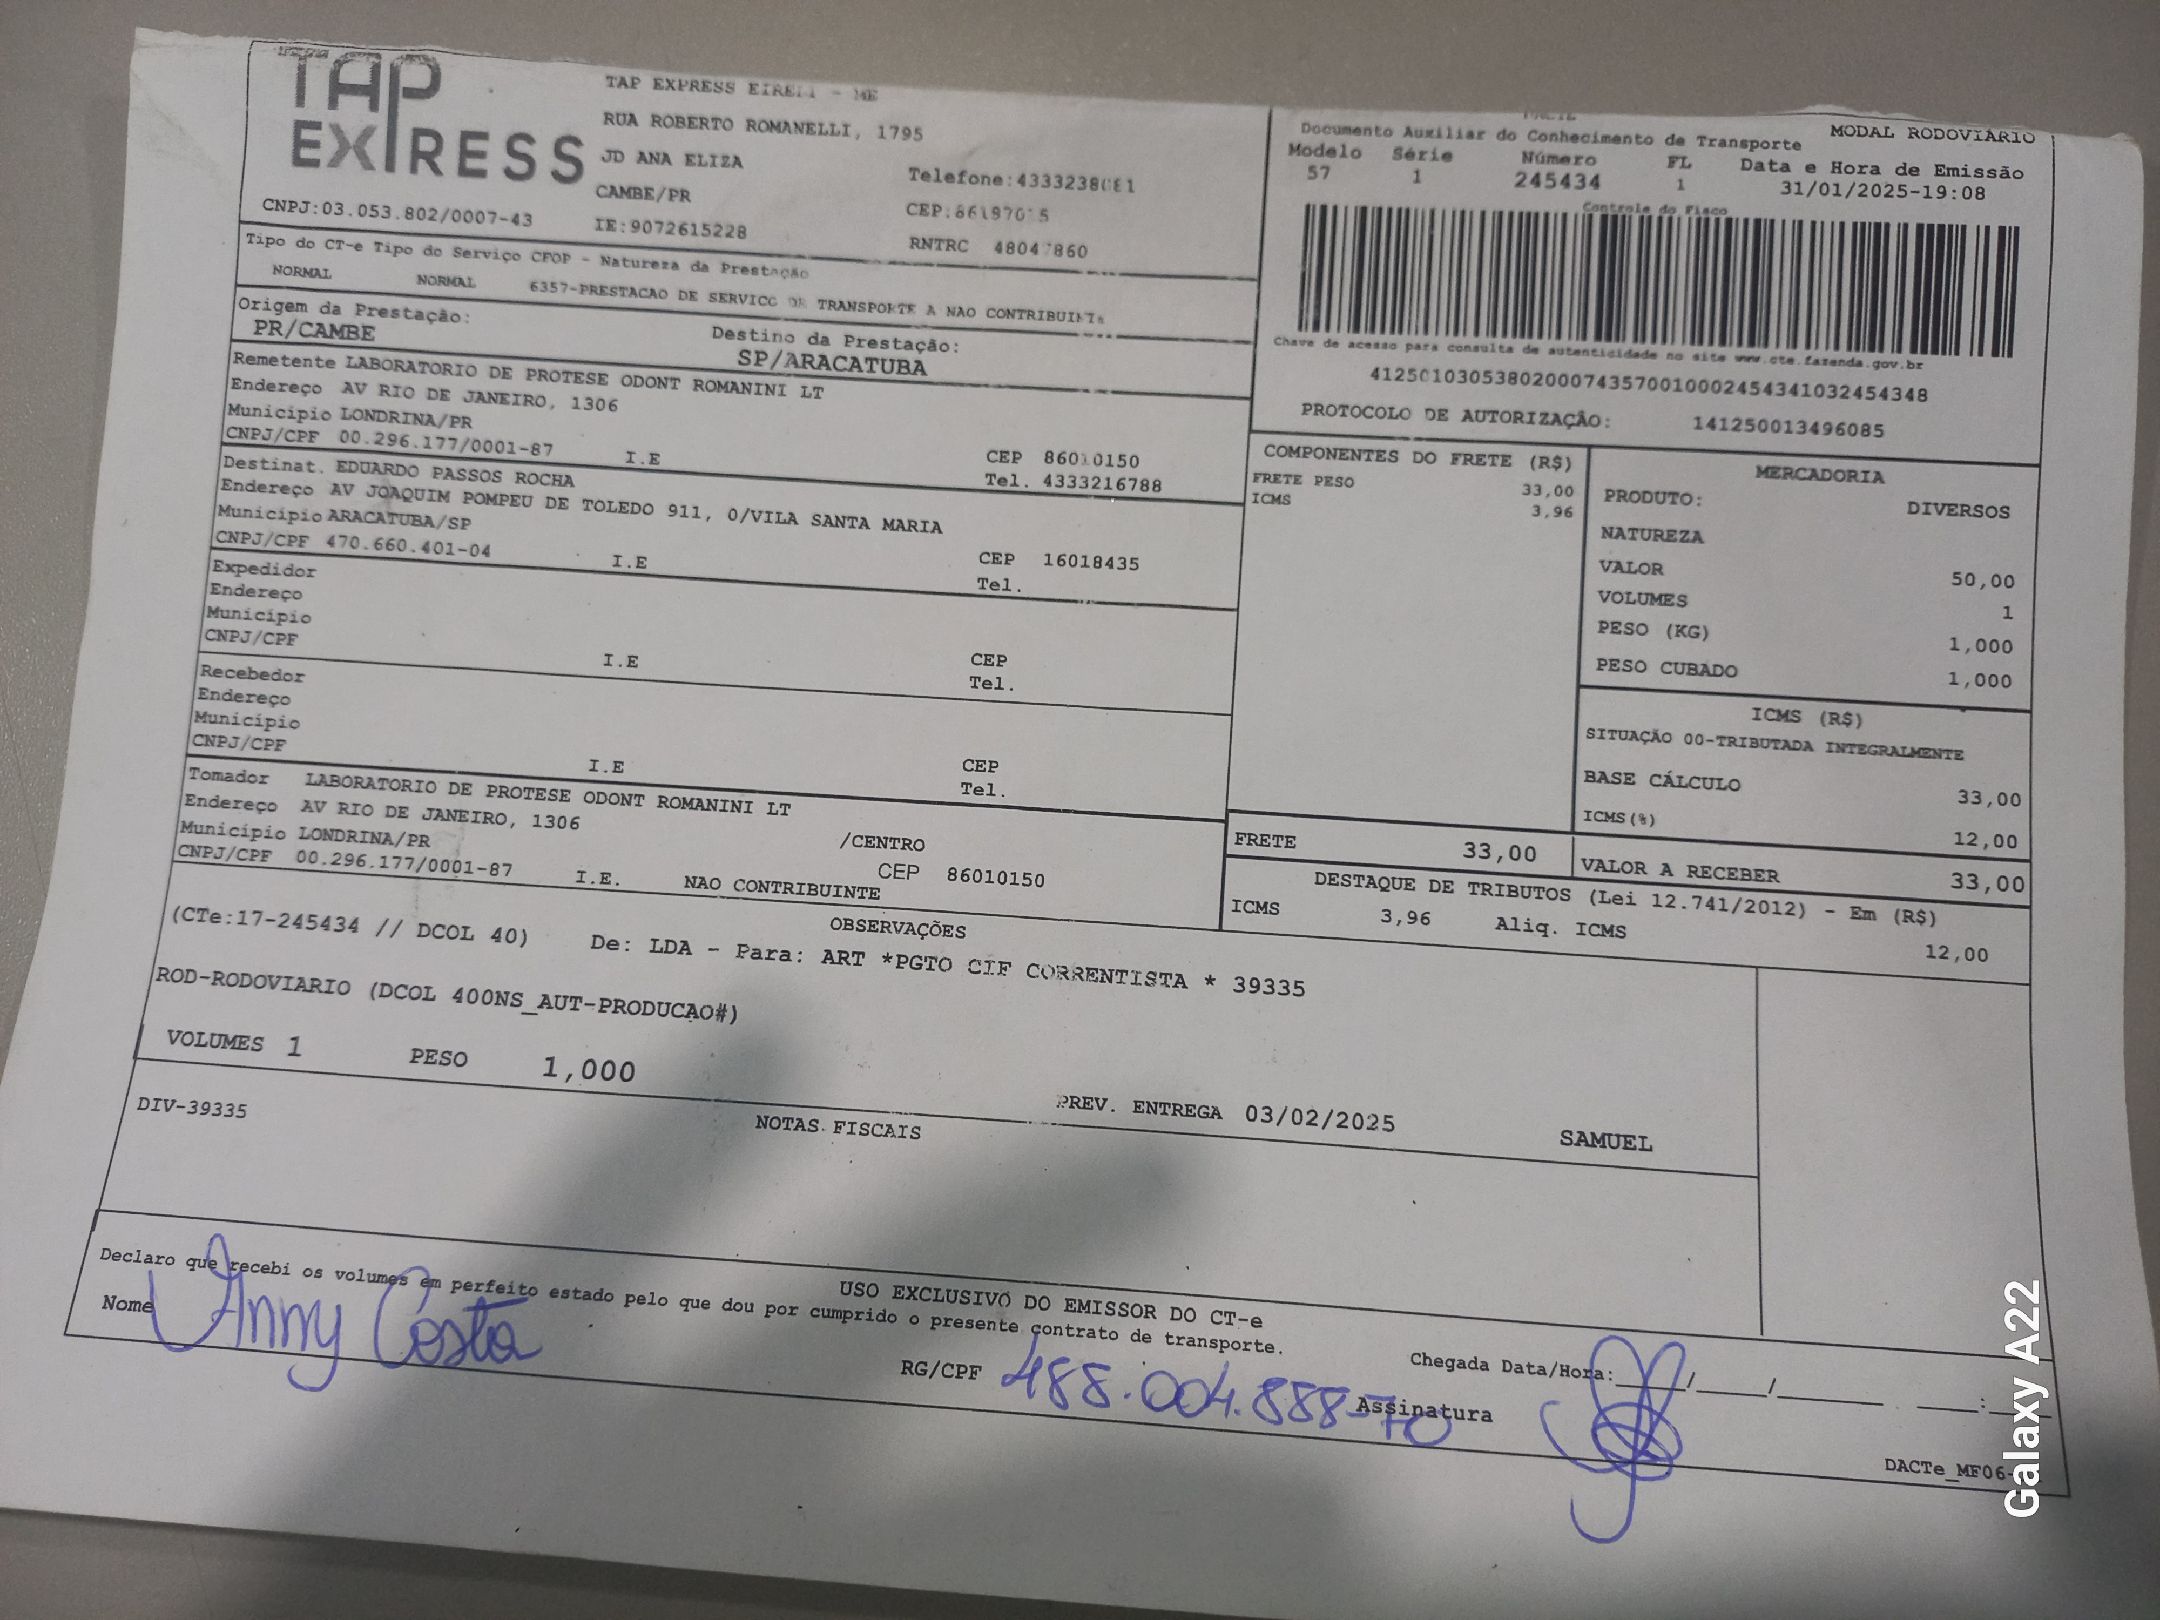 TAP EXPRESS
TAP EXPRESS EIRELI - ME
RUA ROBERTO ROMANELLI, 1795
JD ANA ELIZA
Telefone:4333238081
CAMBE/PR
CEP:86187015
CNPJ:03.053.802/0007-43
IE:9072615228
RNTRC 48047860
MODAL RODOVIÁRIO
Documento Auxiliar do Conhecimento de Transporte
Modelo Série Número FL Data e Hora de Emissão
57 1 245434 1 31/01/2025-19:08
Controle do Fisco
Chave de acesso para consulta de autenticidade no site www.cte.fazenda.gov.br
41250103053802000743570010002454341032454348
PROTOCOLO DE AUTORIZAÇÃO: 141250013496085
Tipo do CT-e Tipo do Serviço CFOP - Natureza da Prestação
NORMAL NORMAL 6357-PRESTACAO DE SERVICO DE TRANSPORTE A NAO CONTRIBUINTE
Origem da Prestação: Destino da Prestação:
PR/CAMBE SP/ARACATUBA
Remetente LABORATORIO DE PROTESE ODONT ROMANINI LT
Endereço AV RIO DE JANEIRO, 1306
Município LONDRINA/PR CEP 86010150
CNPJ/CPF 00.296.177/0001-87 I.E Tel. 4333216788
Destinat. EDUARDO PASSOS ROCHA
Endereço AV JOAQUIM POMPEU DE TOLEDO 911, 0/VILA SANTA MARIA
Município ARACATUBA/SP CEP 16018435
CNPJ/CPF 470.660.401-04 I.E Tel.
Expedidor
Endereço
Município CEP
CNPJ/CPF I.E Tel.
Recebedor
Endereço
Município CEP
CNPJ/CPF I.E Tel.
Tomador LABORATORIO DE PROTESE ODONT ROMANINI LT
Endereço AV RIO DE JANEIRO, 1306 /CENTRO
Município LONDRINA/PR CEP 86010150
CNPJ/CPF 00.296.177/0001-87 I.E. NAO CONTRIBUINTE
COMPONENTES DO FRETE (R$)
FRETE PESO 33,00
ICMS 3,96
MERCADORIA
PRODUTO: DIVERSOS
NATUREZA
VALOR 50,00
VOLUMES 1
PESO (KG) 1,000
PESO CUBADO 1,000
ICMS (R$)
SITUAÇÃO 00-TRIBUTADA INTEGRALMENTE
BASE CÁLCULO 33,00
ICMS(%) 12,00
FRETE 33,00 VALOR A RECEBER 33,00
DESTAQUE DE TRIBUTOS (Lei 12.741/2012) - Em (R$)
ICMS 3,96 Aliq. ICMS 12,00
OBSERVAÇÕES
(CTe:17-245434 // DCOL 40) De: LDA - Para: ART *PGTO CIF CORRENTISTA * 39335
ROD-RODOVIARIO (DCOL 400NS_AUT-PRODUCAO#)
VOLUMES 1 PESO 1,000 PREV. ENTREGA 03/02/2025 SAMUEL
NOTAS FISCAIS
DIV-39335
USO EXCLUSIVO DO EMISSOR DO CT-e
Declaro que recebi os volumes em perfeito estado pelo que dou por cumprido o presente contrato de transporte.
Nome Anny Costa RG/CPF 488.004.888-70 Chegada Data/Hora:____/____/______ ____:____
Assinatura
DACTe_MF06-
Galaxy A22